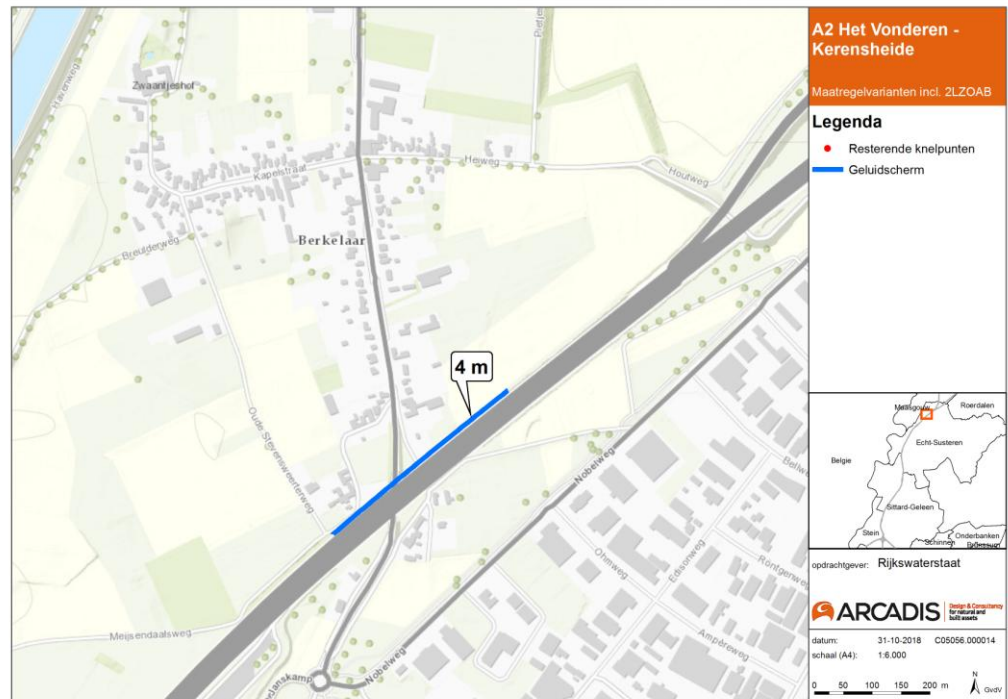 A2 Het Vonderen -
Kerensheide
Maatregelvarianten incl. 2LZOAB
Legenda
Resterende knelpunten
Geluidscherm
Havenweg
Zwaantjeshof
Kapelstraat
Heiweg
Houtweg
Breulderweg
Berkelaar
4 m
Oude Stevensweerterweg
Nobelweg
Ohmweg
Edisonweg
Röntgenweg
Ampèreweg
Meijsendaalsweg
Nobelweg
Maasgouw
Roerdalen
Echt-Susteren
Belgie
Sittard-Geleen
Stein
Schinnen
Onderbanken
Brunssum
opdrachtgever: Rijkswaterstaat
ARCADIS
Design & Consultancy
for natural and
built assets
datum: 31-10-2018 C05056.000014
schaal (A4): 1:6.000
0 50 100 150 200 m
N